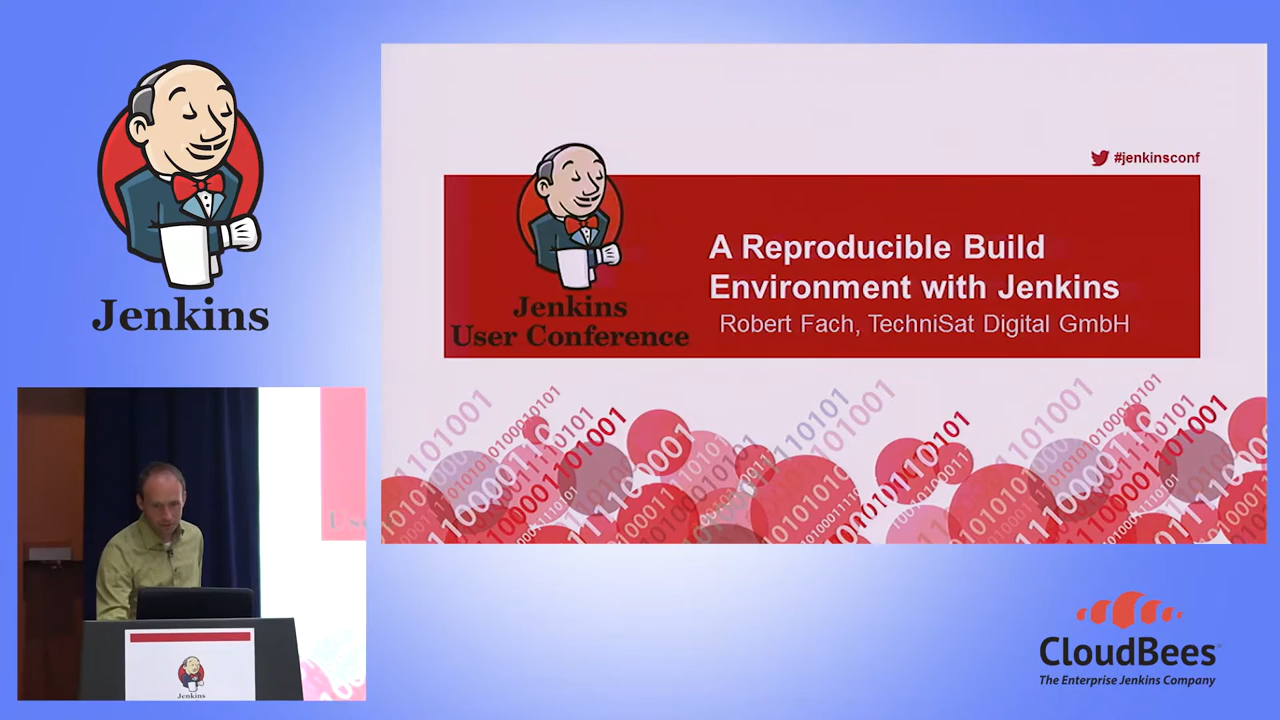 Jenkins
#jenkinsconf
A Reproducible Build
Environment with Jenkins
Robert Fach, TechniSat Digital GmbH
Jenkins
User Conference
Jenkins
CloudBees
The Enterprise Jenkins Company